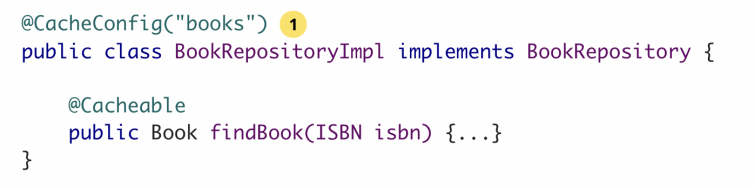 @CacheConfig("books") 1
public class BookRepositoryImpl implements BookRepository {
@Cacheable
public Book findBook(ISBN isbn) {...}
}